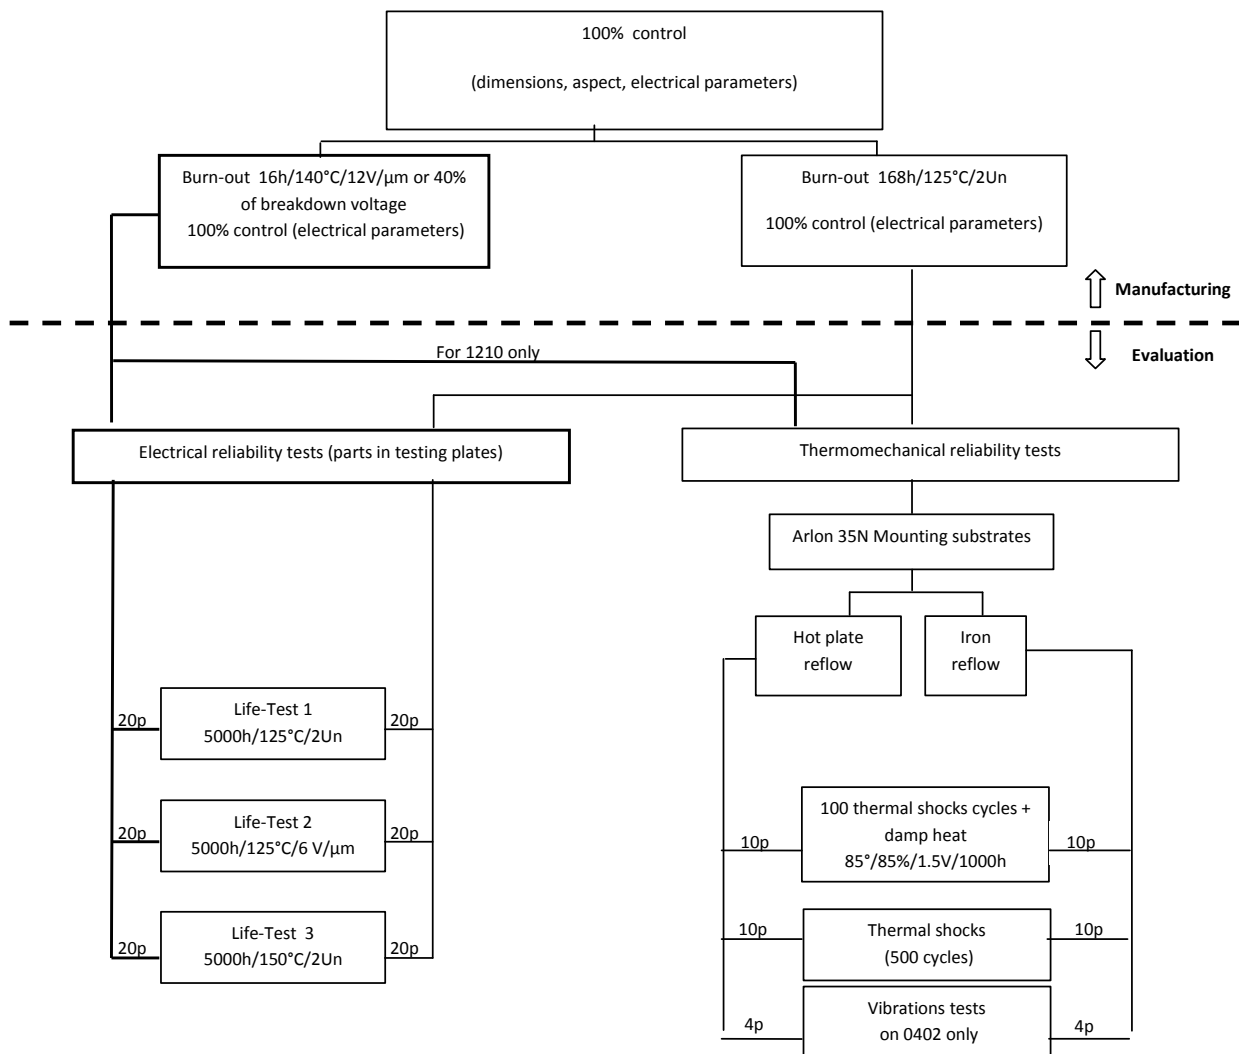 100% control
(dimensions, aspect, electrical parameters)
Burn-out 16h/140°C/12V/µm or 40%
of breakdown voltage
100% control (electrical parameters)
Burn-out 168h/125°C/2Un
100% control (electrical parameters)
Manufacturing
For 1210 only
Evaluation
Electrical reliability tests (parts in testing plates)
Thermomechanical reliability tests
Arlon 35N Mounting substrates
Hot plate
reflow
Iron
reflow
20p
Life-Test 1
5000h/125°C/2Un
20p
20p
Life-Test 2
5000h/125°C/6 V/µm
20p
20p
Life-Test 3
5000h/150°C/2Un
20p
10p
100 thermal shocks cycles +
damp heat
85°/85%/1.5V/1000h
10p
10p
Thermal shocks
(500 cycles)
10p
4p
Vibrations tests
on 0402 only
4p